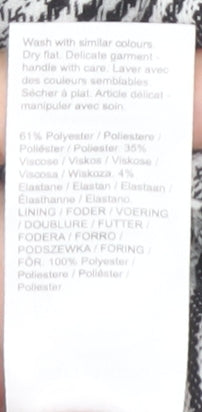 Wash with similar colours.
Dry flat. Delicate garment -
handle with care. Laver avec
des couleurs semblables.
Sécher à plat. Article délicat -
manipuler avec soin.
61% Polyester / Poliestere /
Poliéster / Poliester. 35%
Viscose / Viskos / Viskose /
Viscosa / Wiskoza. 4%
Elastane / Elastan / Elastaan /
Élasthanne / Elastano.
LINING / FODER / VOERING
/ DOUBLURE / FUTTER /
FODERA / FORRO /
PODSZEWKA / FORING /
FÔR: 100% Polyester /
Poliestere / Poliéster /
Poliester.